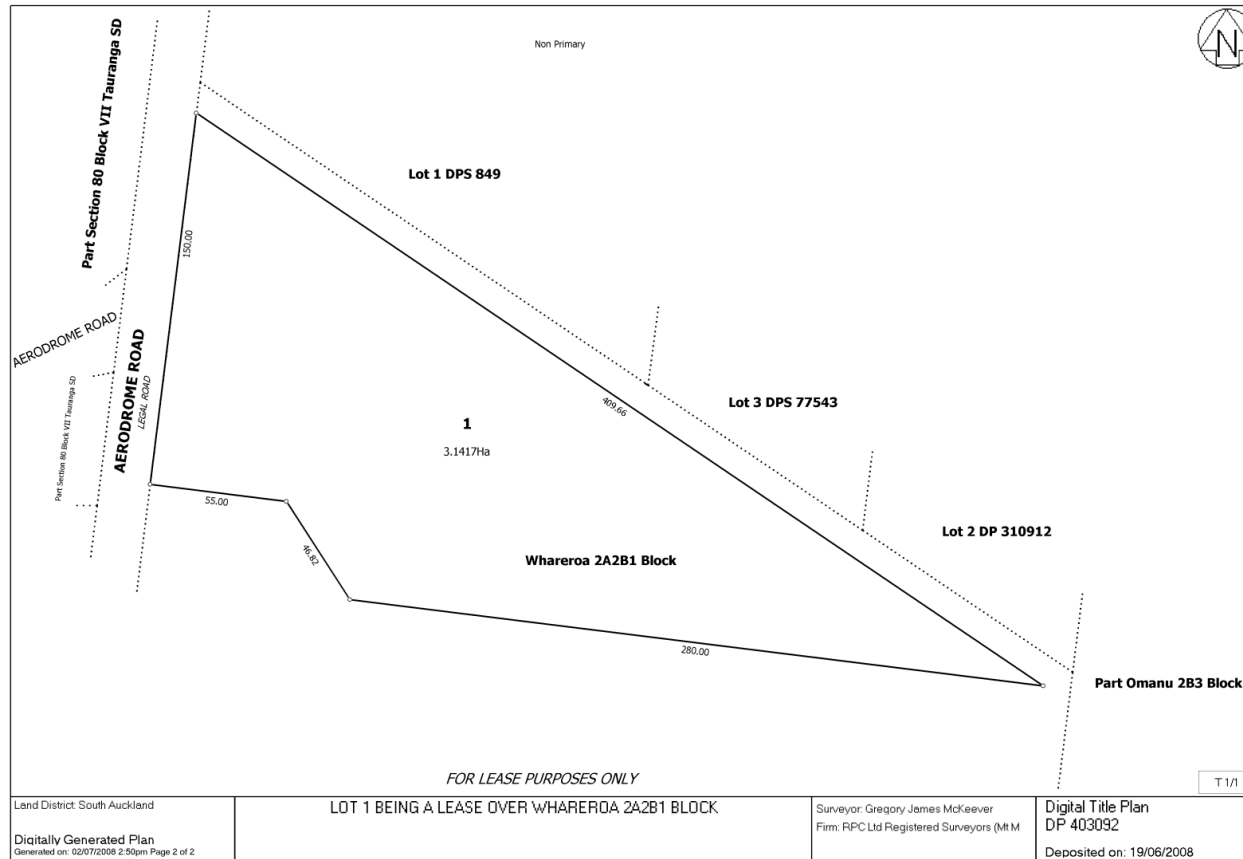 Non Primary
N
Part Section 80 Block VII Tauranga SD
Lot 1 DPS 849
150.00
AERODROME ROAD
AERODROME ROAD
LEGAL ROAD
Part Section 80 Block VII Tauranga SD
409.66
Lot 3 DPS 77543
1
3.1417Ha
55.00
46.82
Whareroa 2A2B1 Block
Lot 2 DP 310912
280.00
Part Omanu 2B3 Block
FOR LEASE PURPOSES ONLY
T 1/1
Land District: South Auckland
Digitally Generated Plan
Generated on: 02/07/2008 2:50pm Page 2 of 2
LOT 1 BEING A LEASE OVER WHAREROA 2A2B1 BLOCK
Surveyor: Gregory James McKeever
Firm: RPC Ltd Registered Surveyors (Mt M
Digital Title Plan
DP 403092
Deposited on: 19/06/2008